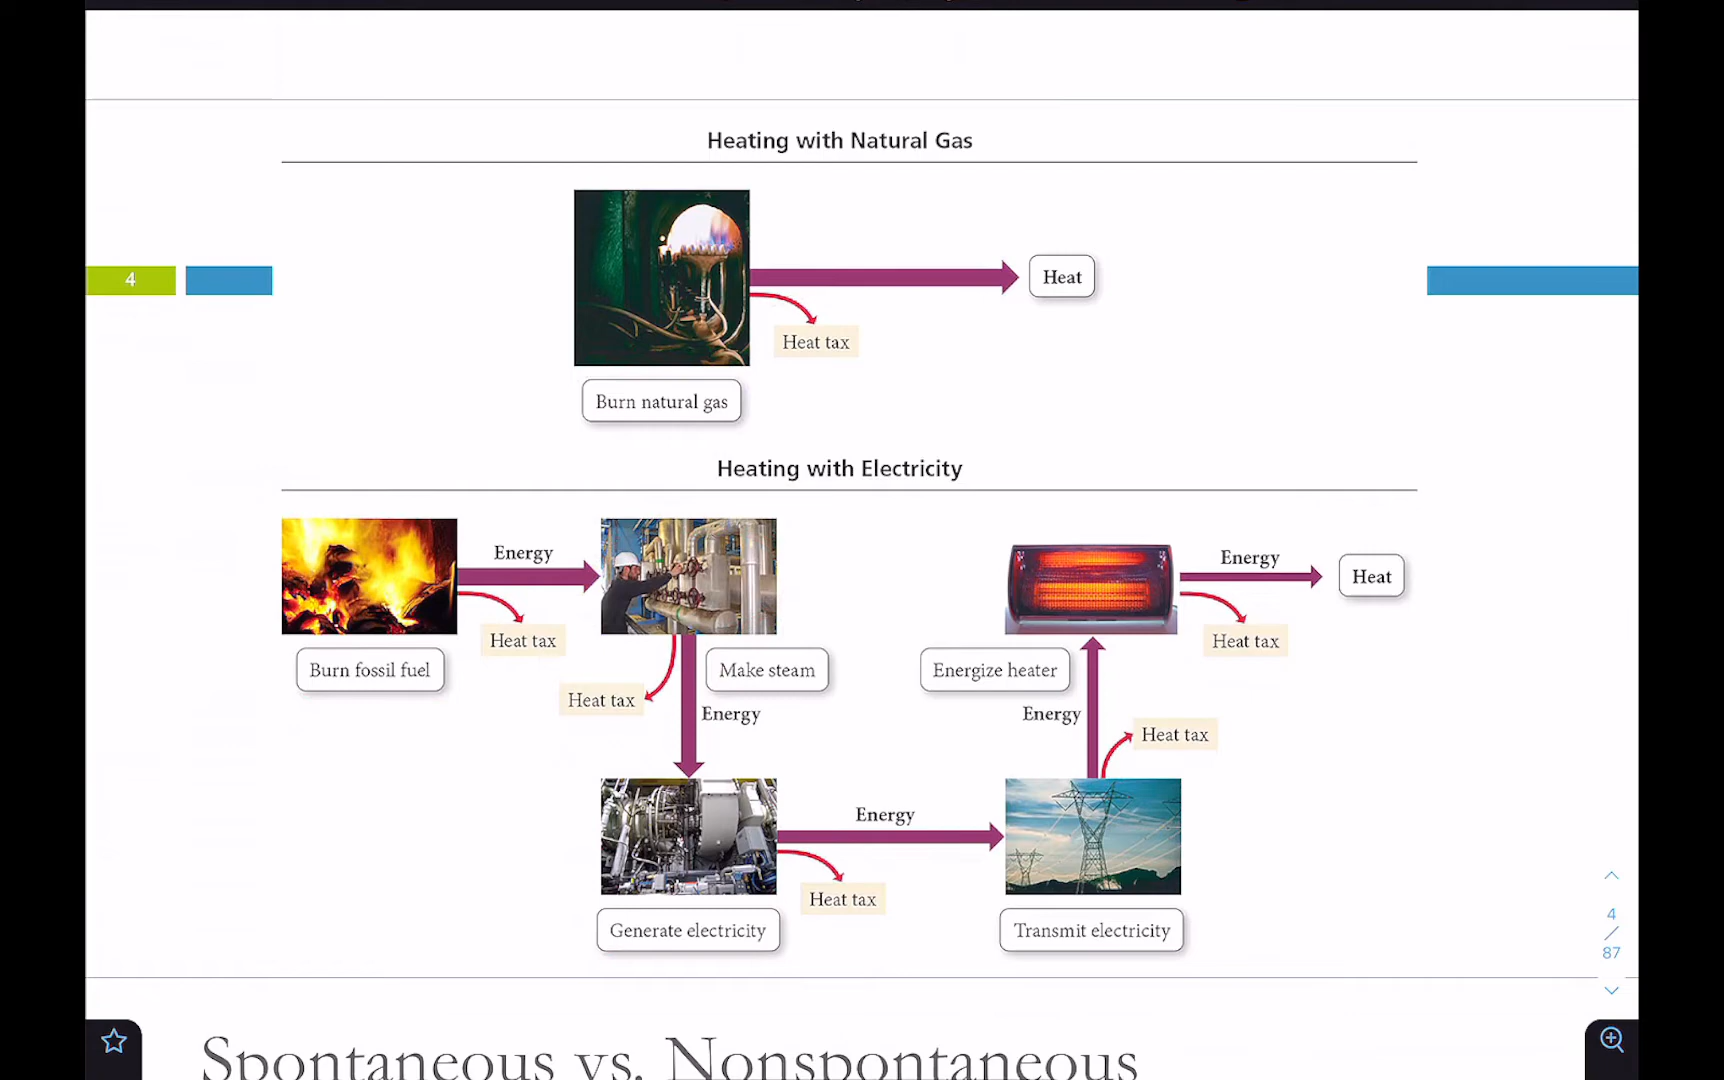 Heating with Natural Gas
4
Heat
Heat tax
Burn natural gas
Heating with Electricity
Energy
Heat tax
Burn fossil fuel
Make steam
Heat tax
Energy
Generate electricity
Energy
Heat tax
Transmit electricity
Energy
Heat tax
Energize heater
Energy
Heat tax
Heat
4
/
87
Spontaneous vs. Nonspontaneous